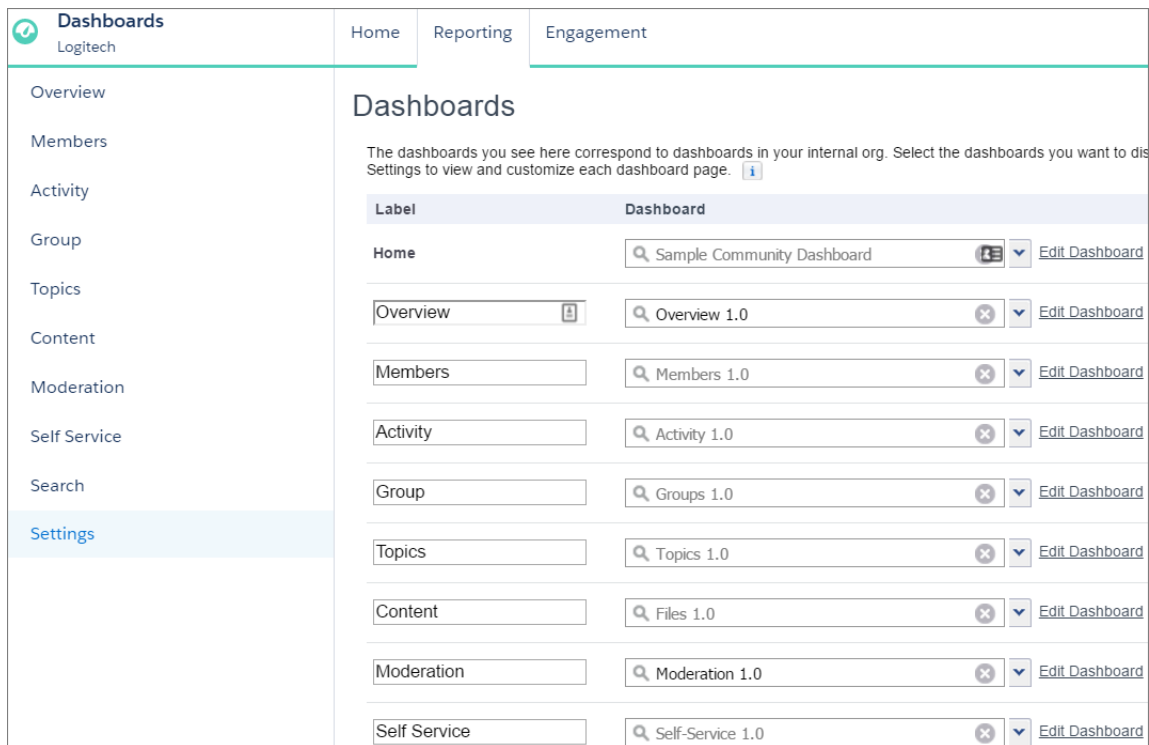 Dashboards
Logitech
Home Reporting Engagement
Overview
Members
Activity
Group
Topics
Content
Moderation
Self Service
Search
Settings
Dashboards
The dashboards you see here correspond to dashboards in your internal org. Select the dashboards you want to dis
Settings to view and customize each dashboard page. i
Label Dashboard
Home Sample Community Dashboard Edit Dashboard
Overview Overview 1.0 Edit Dashboard
Members Members 1.0 Edit Dashboard
Activity Activity 1.0 Edit Dashboard
Group Groups 1.0 Edit Dashboard
Topics Topics 1.0 Edit Dashboard
Content Files 1.0 Edit Dashboard
Moderation Moderation 1.0 Edit Dashboard
Self Service Self-Service 1.0 Edit Dashboard